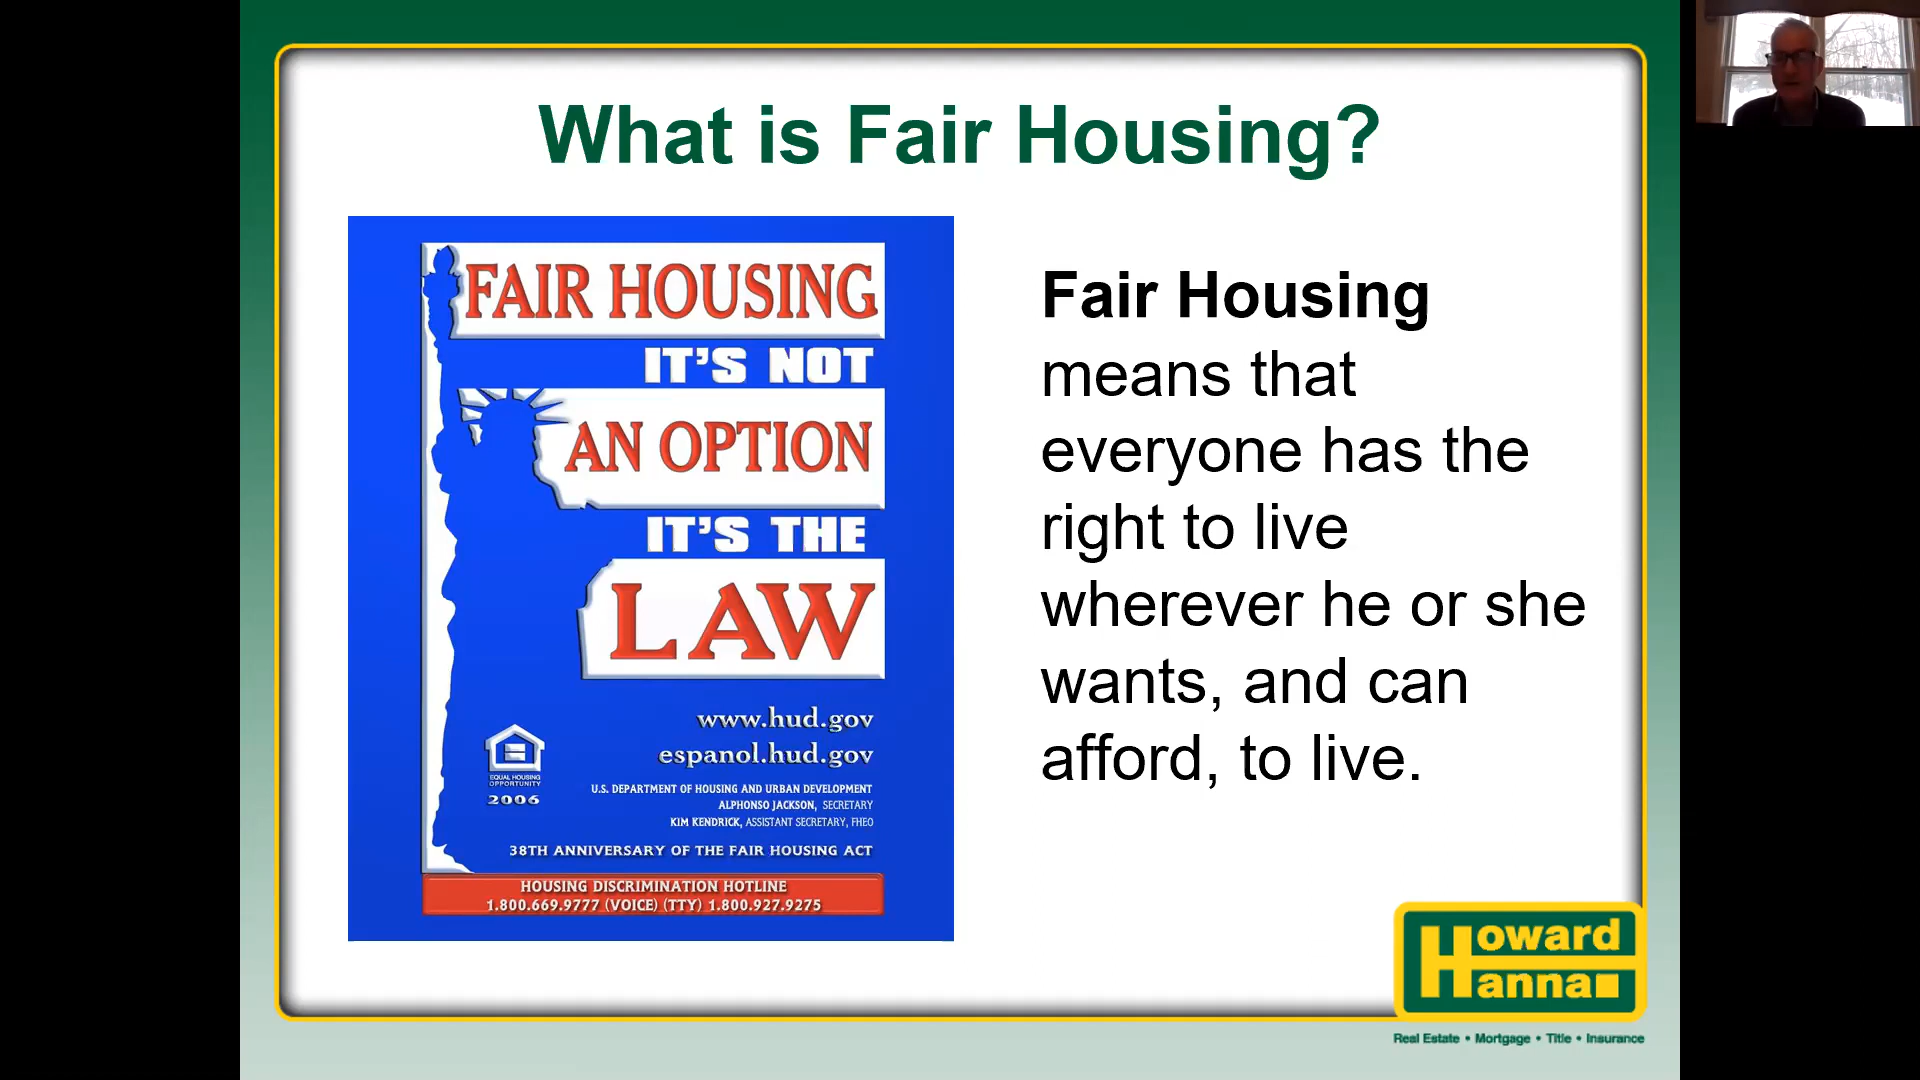 What is Fair Housing?
FAIR HOUSING
IT'S NOT
AN OPTION
IT'S THE
LAW
www.hud.gov
espanol.hud.gov
EQUAL HOUSING
OPPORTUNITY
2006
U.S. DEPARTMENT OF HOUSING AND URBAN DEVELOPMENT
ALPHONSO JACKSON, SECRETARY
KIM KENDRICK, ASSISTANT SECRETARY, FHEO
38TH ANNIVERSARY OF THE FAIR HOUSING ACT
HOUSING DISCRIMINATION HOTLINE
1.800.669.9777 (VOICE) (TTY) 1.800.927.9275
Fair Housing
means that
everyone has the
right to live
wherever he or she
wants, and can
afford, to live.
Howard
Hanna
Real Estate • Mortgage • Title • Insurance